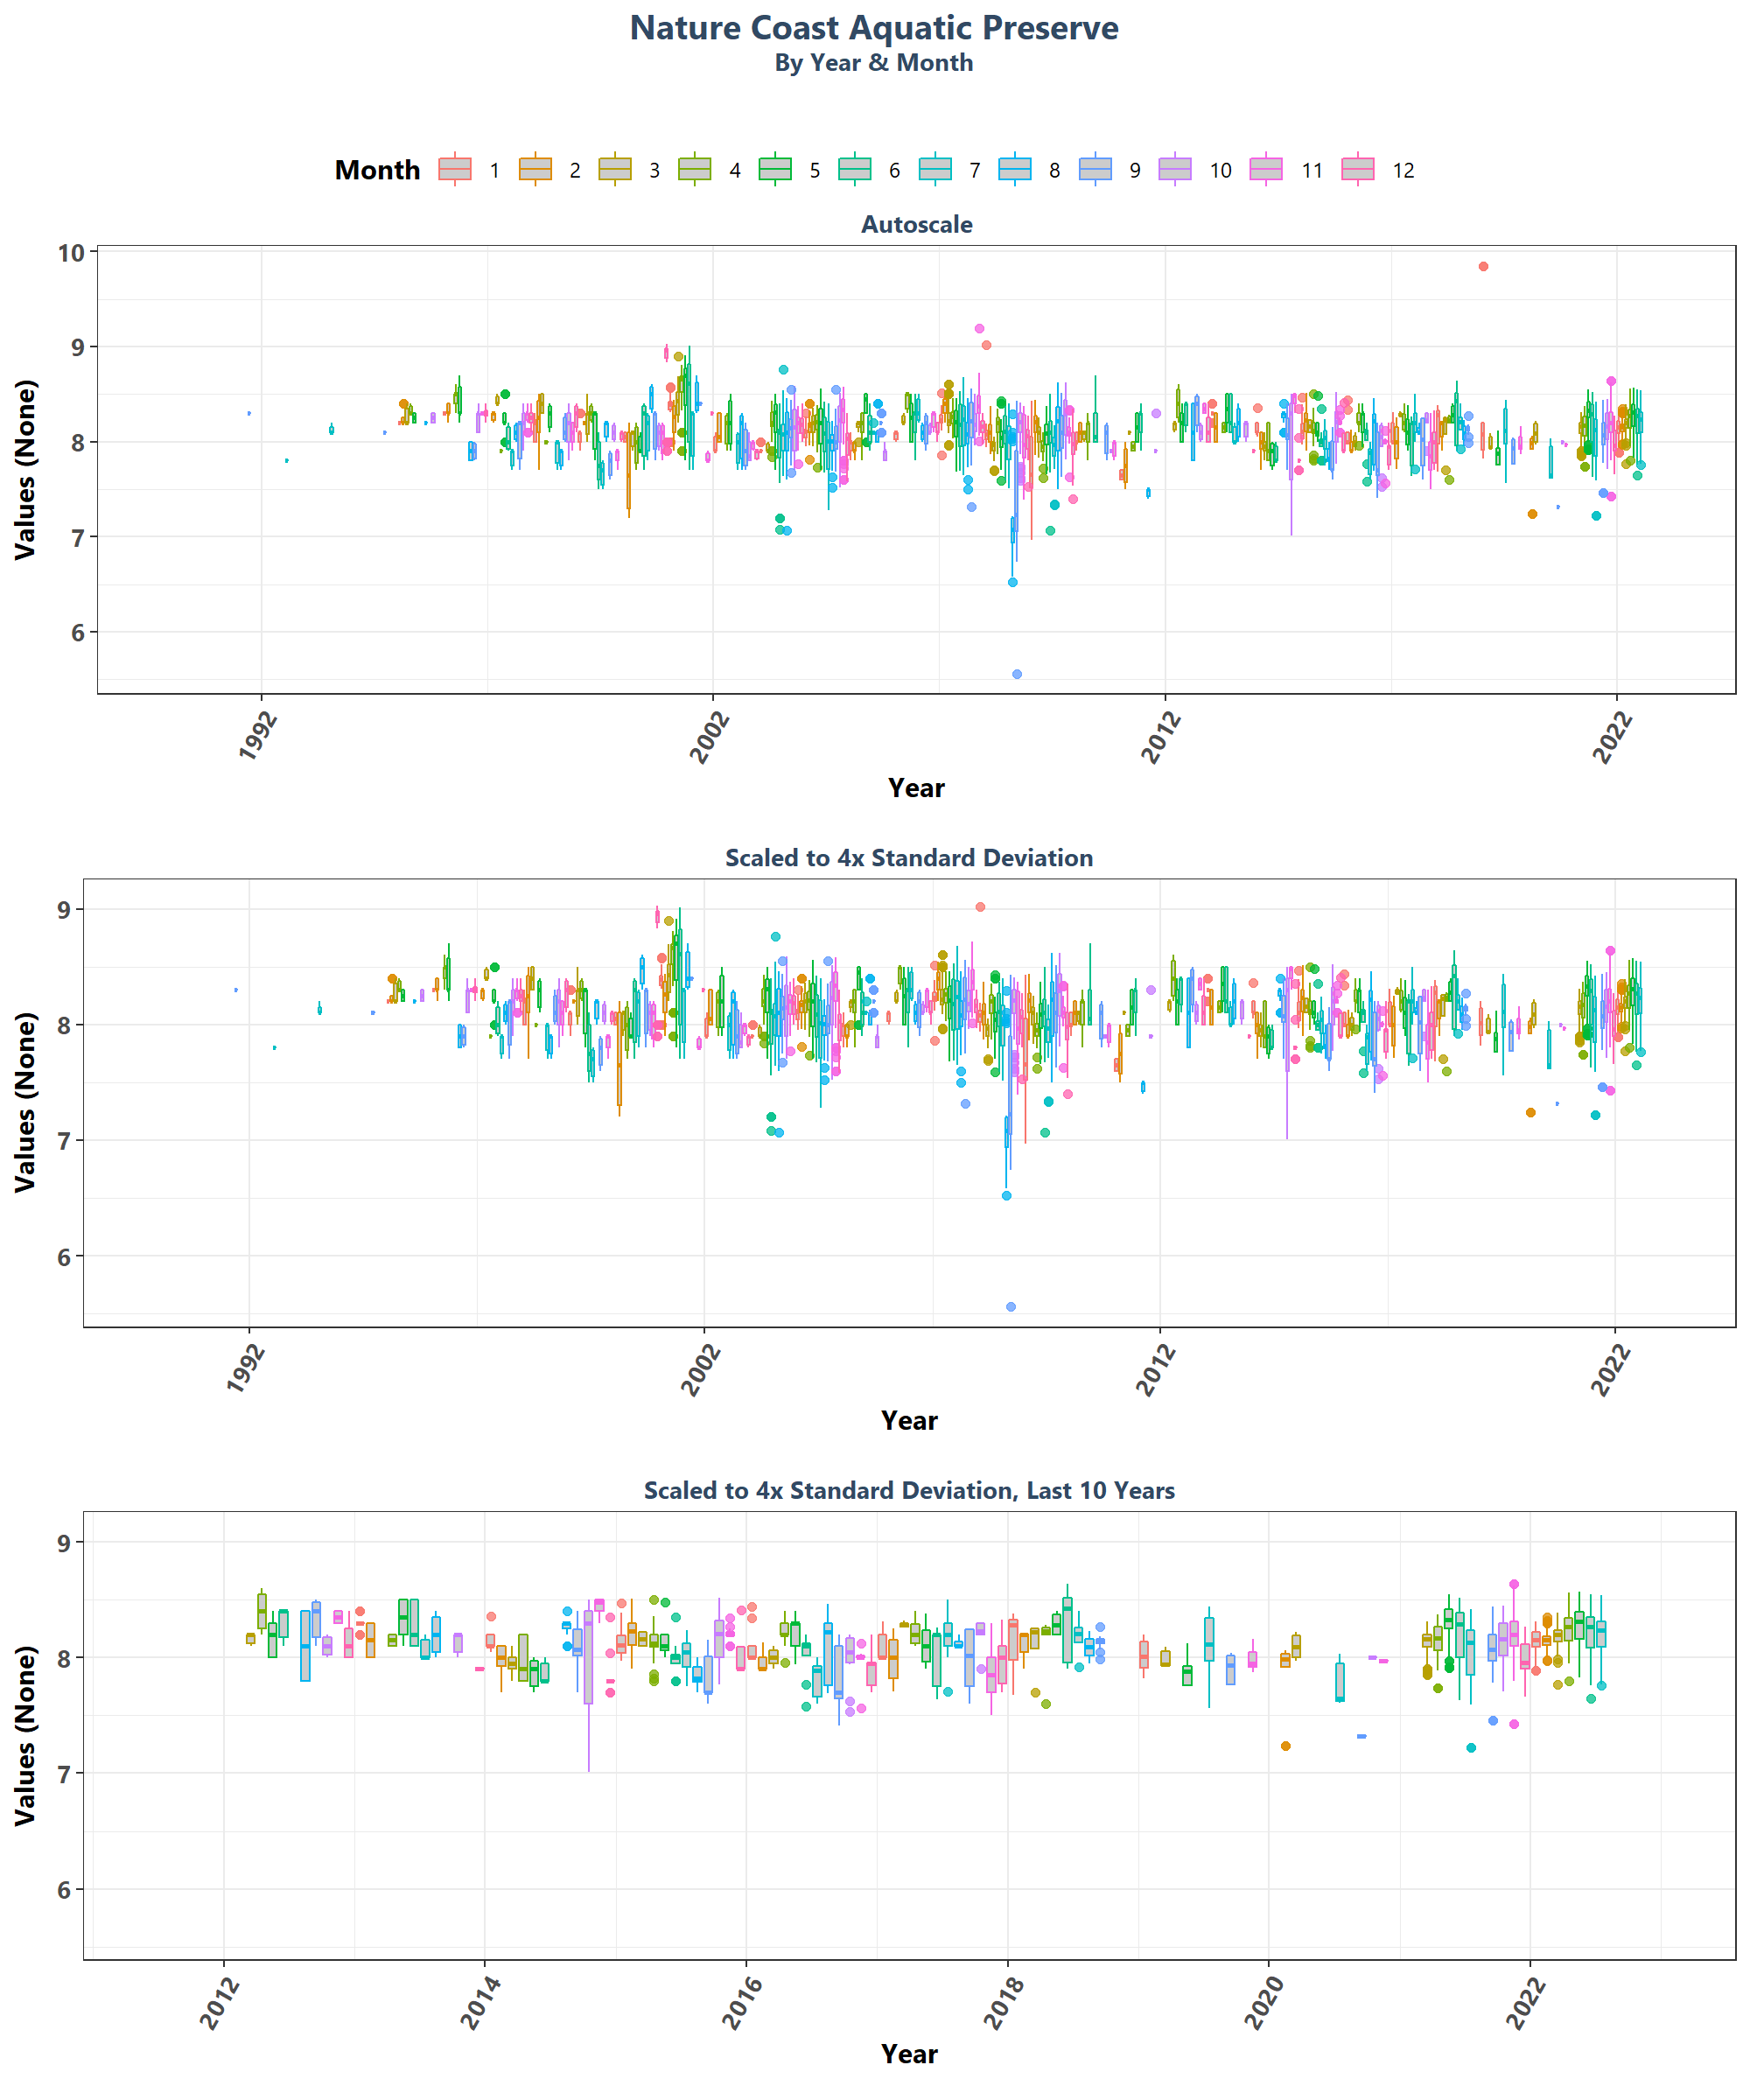 Nature Coast Aquatic Preserve
By Year & Month
Month 1 2 3 4 5 6 7 8 9 10 11 12
Autoscale
10
9
8
7
6
Values (None)
1992 2002 2012 2022
Year
Scaled to 4x Standard Deviation
9
8
7
6
Values (None)
1992 2002 2012 2022
Year
Scaled to 4x Standard Deviation, Last 10 Years
9
8
7
6
Values (None)
2012 2014 2016 2018 2020 2022
Year